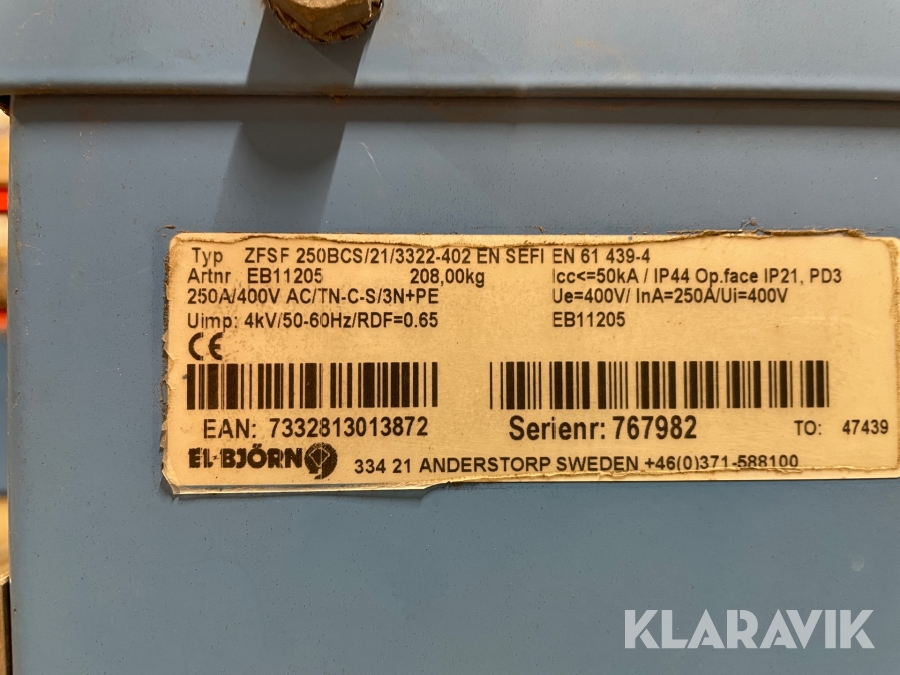 Typ ZFSF 250BCS/21/3322-402 EN SEFI EN 61 439-4
Artnr EB11205 208,00kg Icc<=50kA / IP44 Op.face IP21, PD3
250A/400V AC/TN-C-S/3N+PE Ue=400V/ InA=250A/Ui=400V
Uimp: 4kV/50-60Hz/RDF=0.65 EB11205
CE
EAN: 7332813013872 Serienr: 767982 TO: 47439
EL-BJÖRN 334 21 ANDERSTORP SWEDEN +46(0)371-588100
KLARAVIK